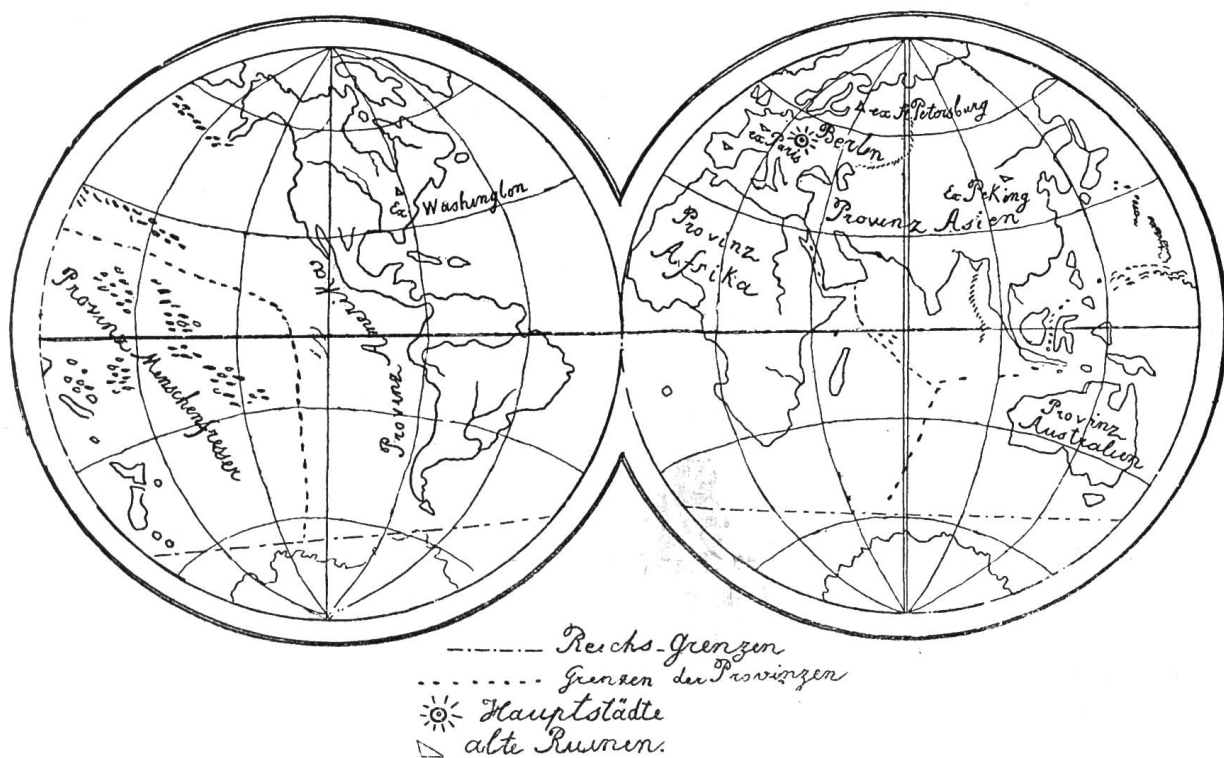 Ex Washington
Provinz Menschenfresser
Provinz Amerika
ex St Petersburg
ex Paris
Berlin
Ex Peking
Provinz Asien
Provinz
Afrika
Provinz
Australien
Reichs-Grenzen
Grenzen der Provinzen
Hauptstädte
alte Ruinen.